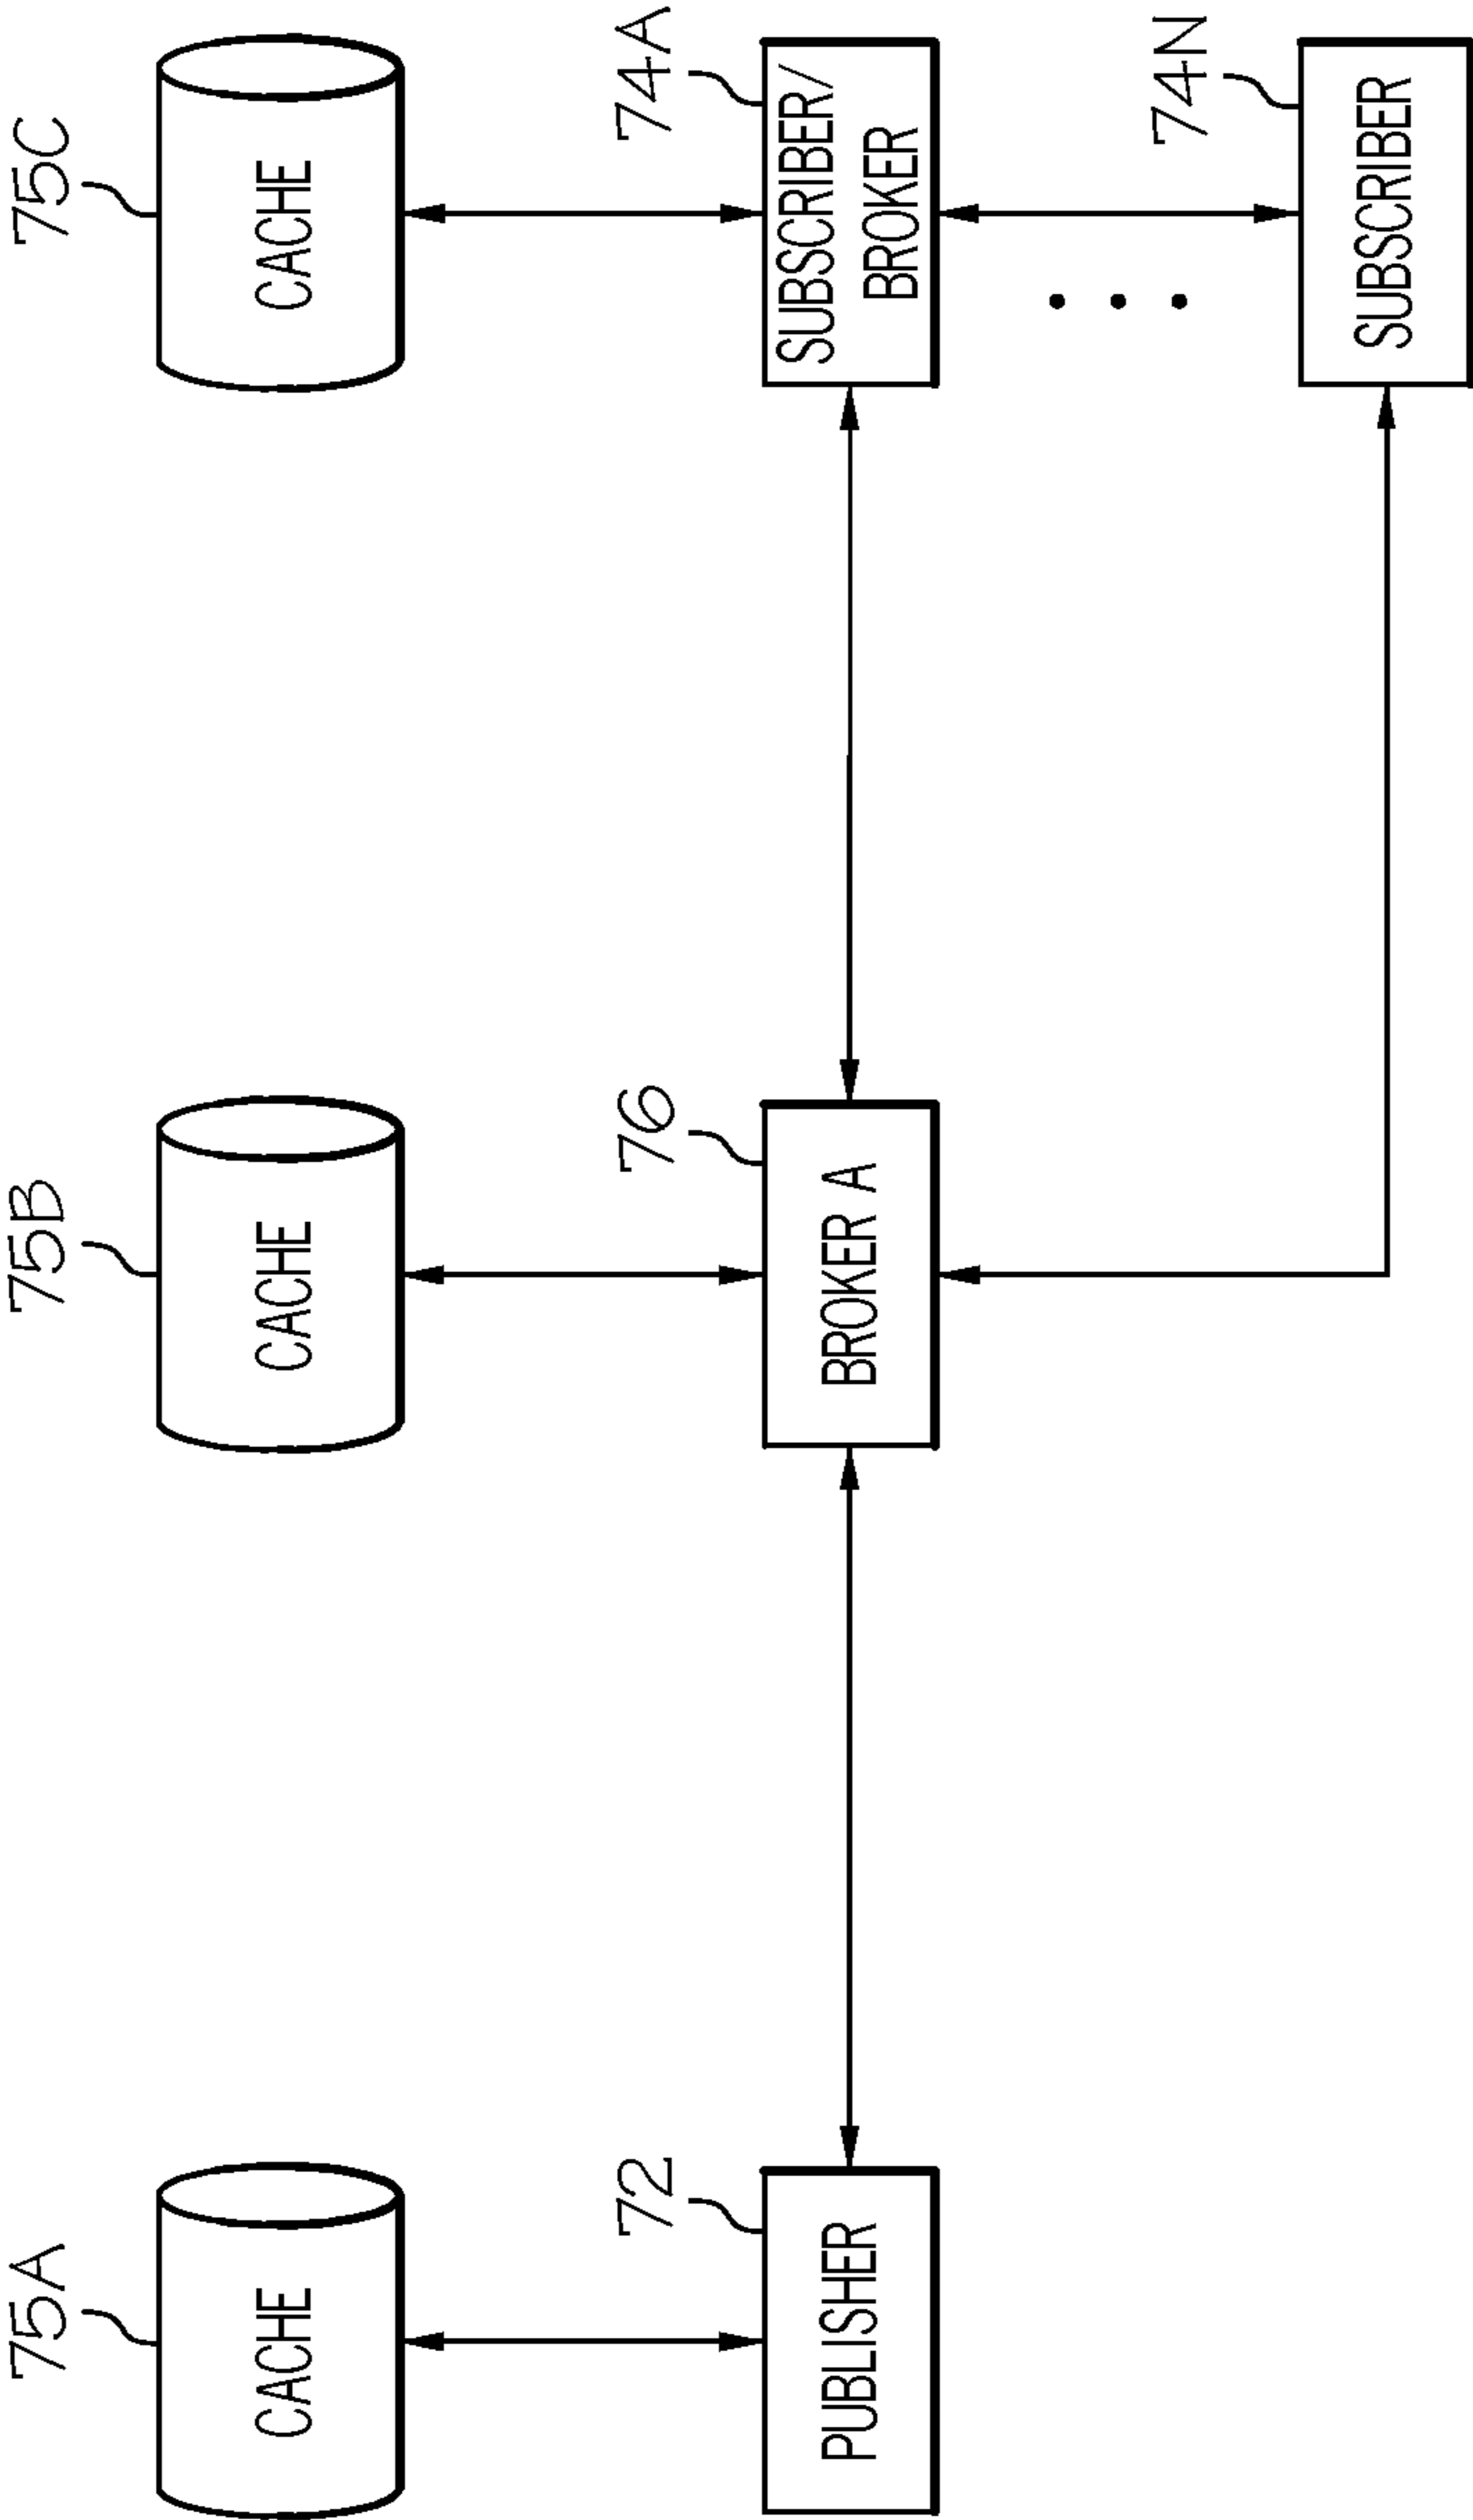 75A
75B
75C
CACHE
CACHE
CACHE
72
76
74A
PUBLISHER
BROKER A
SUBSCRIBER/
BROKER
74N
SUBSCRIBER